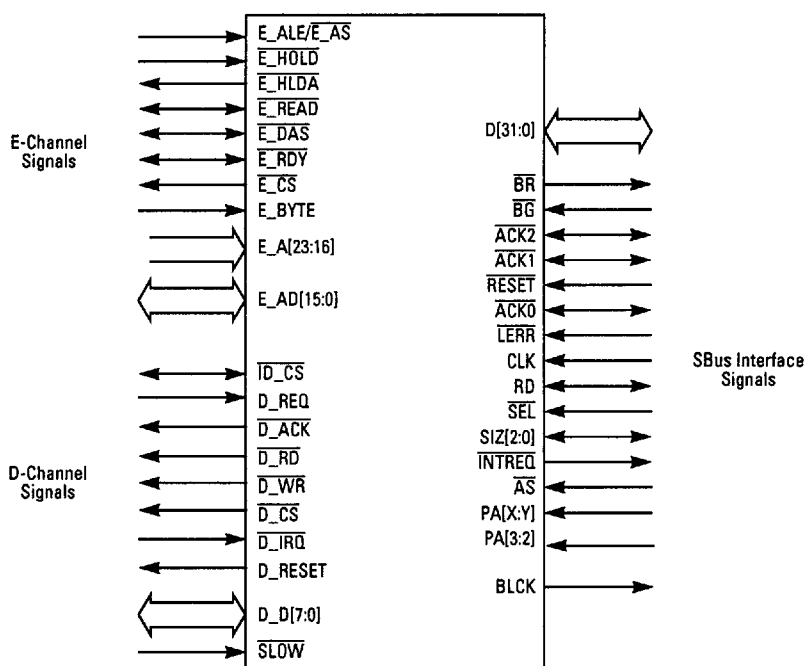 E_ALE/E_AS
E_HOLD
E_HLDA
E_READ
E_DAS
E_RDY
E_CS
E_BYTE
E_A[23:16]
E_AD[15:0]
E-Channel
Signals
ID_CS
D_REQ
D_ACK
D_RD
D_WR
D_CS
D_IRQ
D_RESET
D_D[7:0]
SLOW
D-Channel
Signals
D[31:0]
BR
BG
ACK2
ACK1
RESET
ACK0
LERR
CLK
RD
SEL
SIZ[2:0]
INTREQ
AS
PA[X:Y]
PA[3:2]
BLCK
SBus Interface
Signals